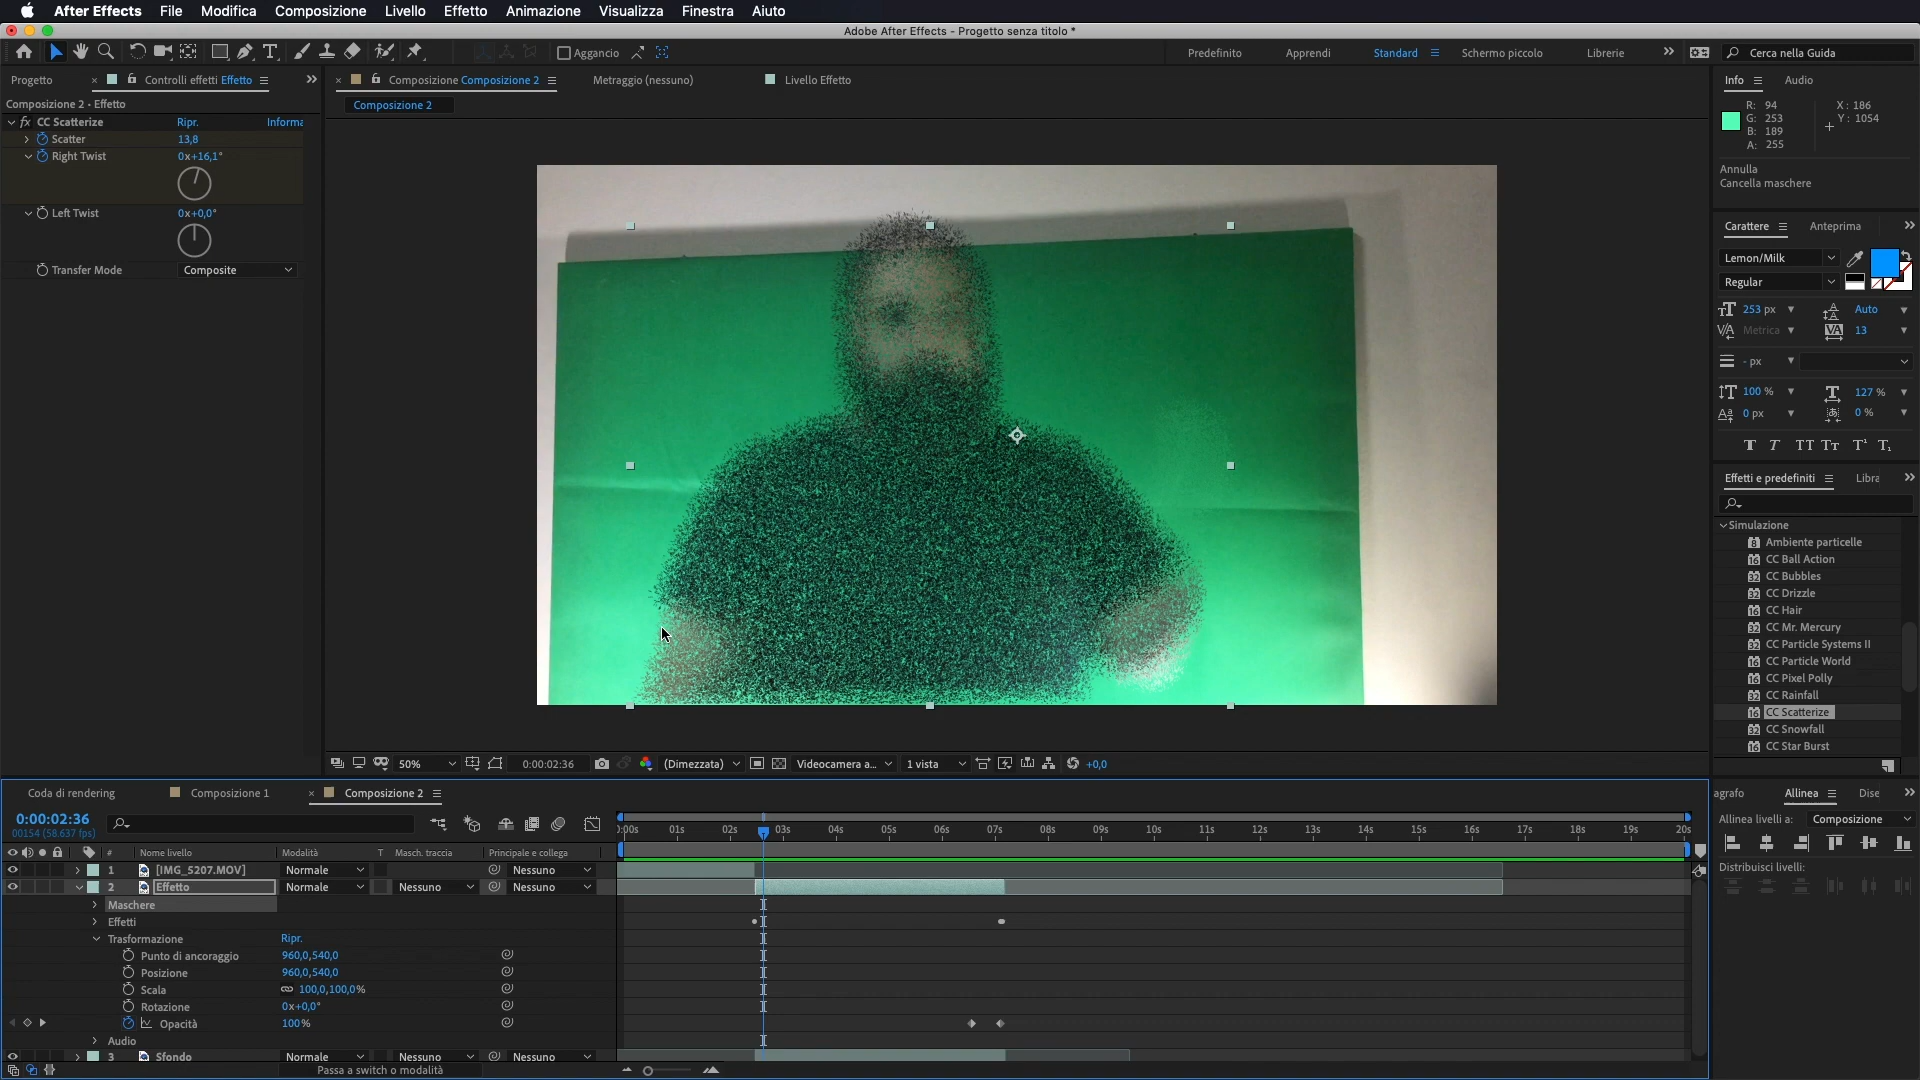 After Effects File Modifica Composizione Livello Effetto Animazione Visualizza Finestra Aiuto
Adobe After Effects - Progetto senza titolo *
Aggancio Predefinito Apprendi Standard Schermo piccolo Librerie Cerca nella Guida
Progetto Controlli effetti Effetto
Composizione Composizione 2 Metraggio (nessuno) Livello Effetto
Info Audio
Composizione 2 - Effetto
Composizione 2
CC Scatterize Ripr. Informa
Scatter 13,8
Right Twist 0x+16,1°
Left Twist 0x+0,0°
Transfer Mode Composite
R: 94
G: 253
B: 189
A: 255
X: 186
Y: 1054
Annulla
Cancella maschere
Carattere Anteprima
Lemon/Milk
Regular
253 px Auto
Metrica 13
- px
100 % 127 %
0 px 0 %
Effetti e predefiniti Libra
Simulazione
Ambiente particelle
CC Ball Action
CC Bubbles
CC Drizzle
CC Hair
CC Mr. Mercury
CC Particle Systems II
CC Particle World
CC Pixel Polly
CC Rainfall
CC Scatterize
CC Snowfall
CC Star Burst
50% 0:00:02:36 (Dimezzata) Videocamera a... 1 vista +0,0
Coda di rendering Composizione 1 Composizione 2
0:00:02:36
00154 (58.637 fps)
):00s 01s 02s 03s 04s 05s 06s 07s 08s 09s 10s 11s 12s 13s 14s 15s 16s 17s 18s 19s 20s
# Nome livello Modalità T Masch. traccia Principale e collega
1 [IMG_5207.MOV] Normale Nessuno
2 Effetto Normale Nessuno Nessuno
Maschere
Effetti
Trasformazione Ripr.
Punto di ancoraggio 960,0,540,0
Posizione 960,0,540,0
Scala 100,0,100,0%
Rotazione 0x+0,0°
Opacità 100%
Audio
3 Sfondo Normale Nessuno Nessuno
Passa a switch o modalità
agrafo Allinea Dise
Allinea livelli a: Composizione
Distribuisci livelli: